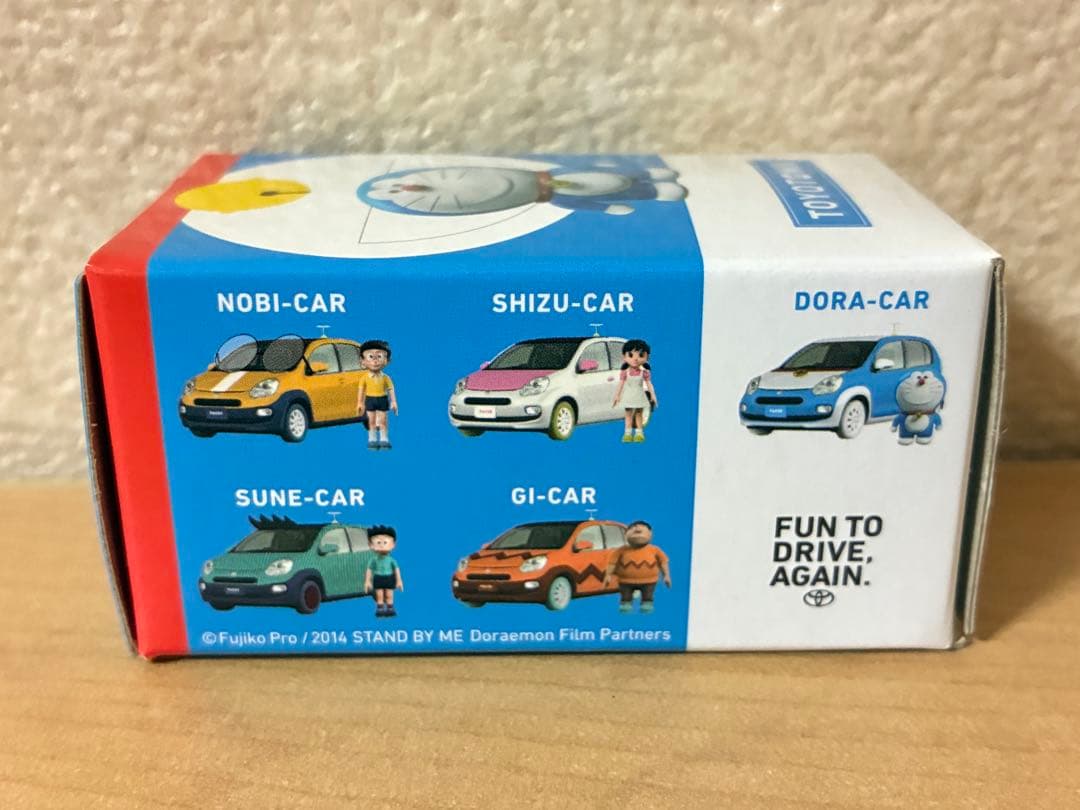 NOBI-CAR
SHIZU-CAR
DORA-CAR
SUNE-CAR
GI-CAR
FUN TO
DRIVE,
AGAIN.
©Fujiko Pro / 2014 STAND BY ME Doraemon Film Partners